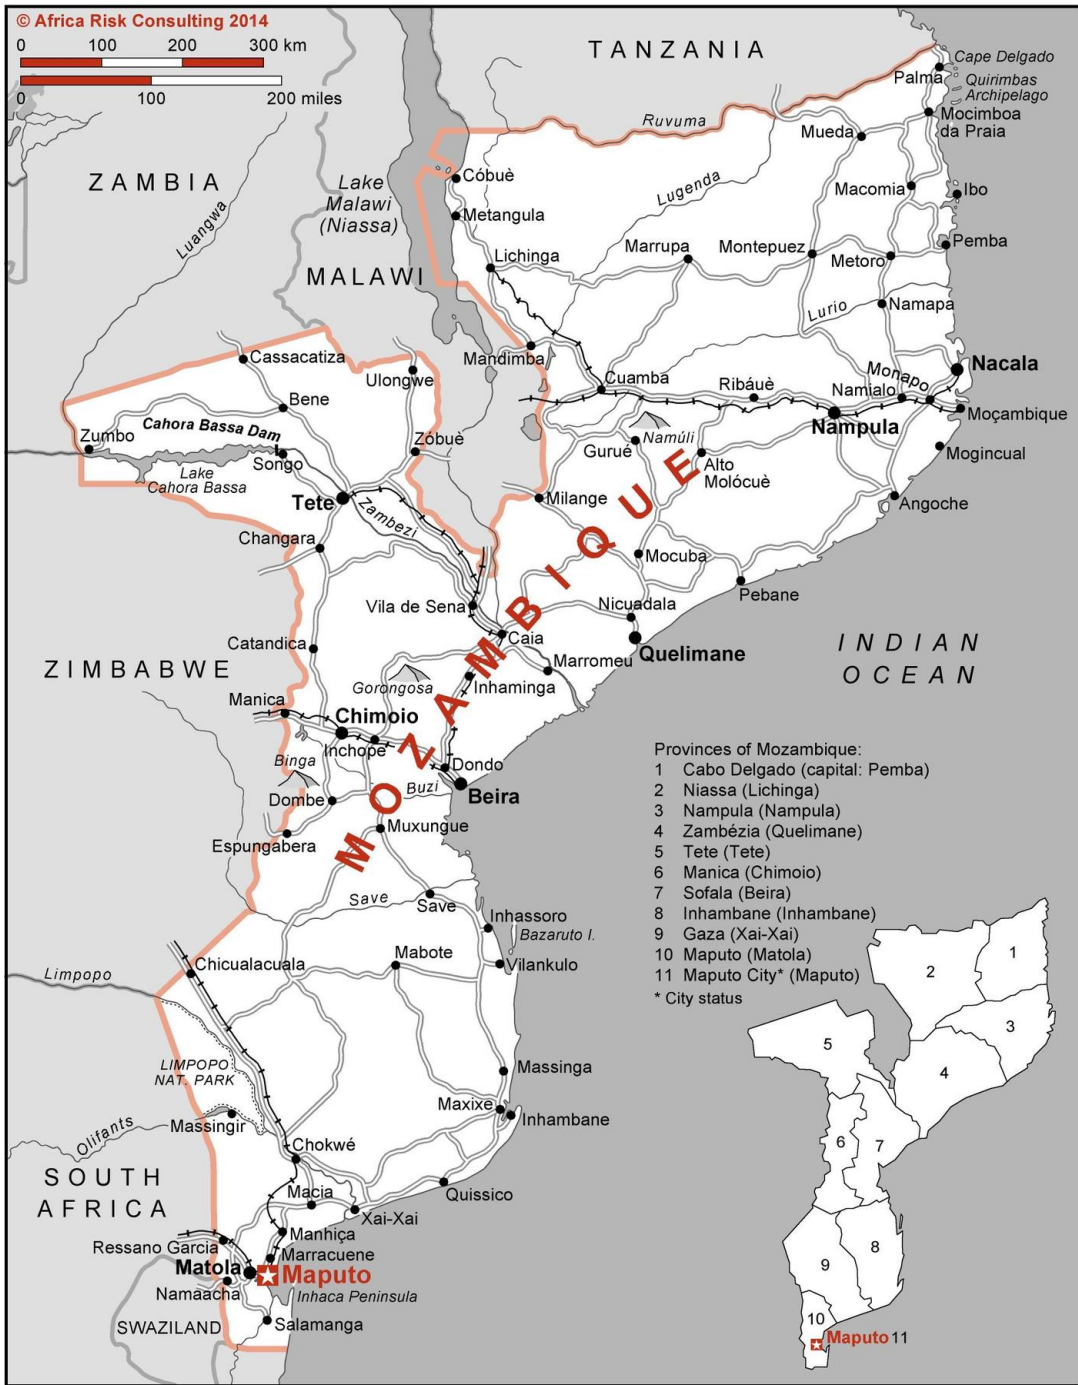 © Africa Risk Consulting 2014
0 100 200 300 km
0 100 200 miles
TANZANIA
Cape Delgado
Palma
Quirimbas
Archipelago
Ruvuma
Mocimboa
da Praia
Mueda
ZAMBIA
Cóbuè
Lake
Malawi
(Niassa)
Lugenda
Macomia
Ibo
Luangwa
Metangula
Lichinga
Marrupa
Montepuez
Metoro
Pemba
MALAWI
Lurio
Namapa
Mandimba
Cassacatiza
Ulongwe
Nacala
Monapo
Cuamba
Ribáuè
Namialo
Bene
Moçambique
Nampula
Cahora Bassa Dam
Zumbo
Zóbuè
Songo
Gurué
Namúli
Alto
Molócuè
Mogincual
Lake
Cahora Bassa
Tete
Zambezi
Milange
Angoche
Changara
MOZAMBIQUE
Mocuba
Pebane
Vila de Sena
Nicuadala
Caia
Quelimane
Catandica
Marromeu
INDIAN
OCEAN
ZIMBABWE
Gorongosa
Inhaminga
Manica
Chimoio
Inchope
Binga
Dondo
Buzi
Beira
Dombe
Espungabera
Muxungue
Save
Save
Inhassoro
Bazaruto I.
Limpopo
Chicualacuala
Mabote
Vilankulo
LIMPOPO
NAT. PARK
Massinga
Massingir
Maxixe
Inhambane
Olifants
Chokwé
SOUTH
AFRICA
Macia
Quissico
Xai-Xai
Manhiça
Ressano Garcia
Marracuene
Matola
Maputo
Namaacha
Inhaca Peninsula
SWAZILAND
Salamanga
Provinces of Mozambique:
1 Cabo Delgado (capital: Pemba)
2 Niassa (Lichinga)
3 Nampula (Nampula)
4 Zambézia (Quelimane)
5 Tete (Tete)
6 Manica (Chimoio)
7 Sofala (Beira)
8 Inhambane (Inhambane)
9 Gaza (Xai-Xai)
10 Maputo (Matola)
11 Maputo City* (Maputo)
* City status
1
2
3
5
4
6
7
8
9
10
Maputo 11